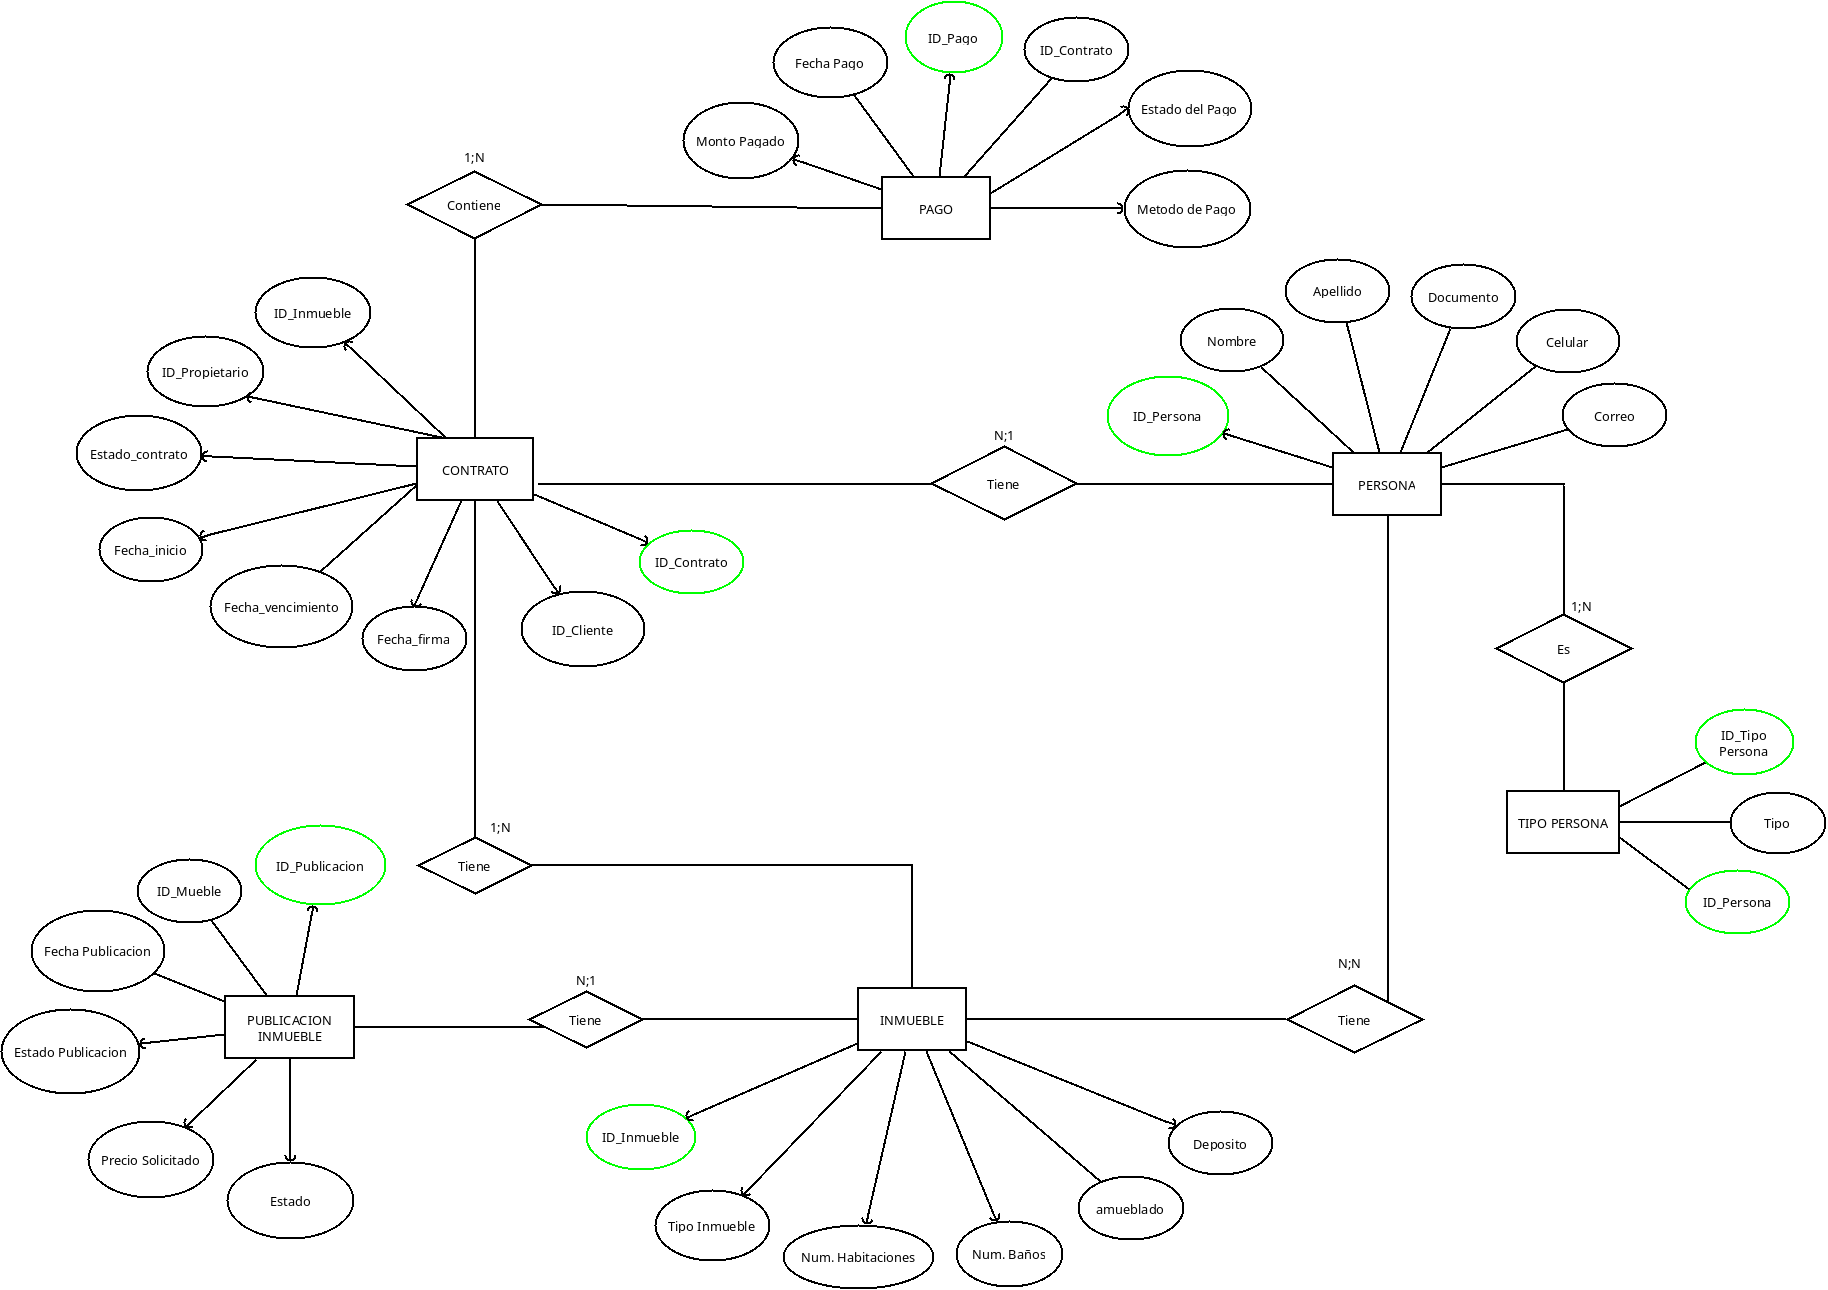 ID_Pago
ID_Contrato
Fecha Pago
Estado del Pago
Monto Pagado
1;N
Contiene
PAGO
Metodo de Pago
Apellido
Documento
ID_Inmueble
Nombre
Celular
ID_Propietario
ID_Persona
Correo
N;1
Estado_contrato
CONTRATO
Tiene
PERSONA
Fecha_inicio
ID_Contrato
Fecha_vencimiento
1;N
Fecha_firma
ID_Cliente
Es
ID_Tipo
Persona
TIPO PERSONA
Tipo
1;N
ID_Publicacion
Tiene
ID_Mueble
ID_Persona
Fecha Publicacion
N;N
N;1
PUBLICACION
INMUEBLE
Tiene
INMUEBLE
Tiene
Estado Publicacion
ID_Inmueble
Deposito
Precio Solicitado
Estado
amueblado
Tipo Inmueble
Num. Habitaciones
Num. Baños